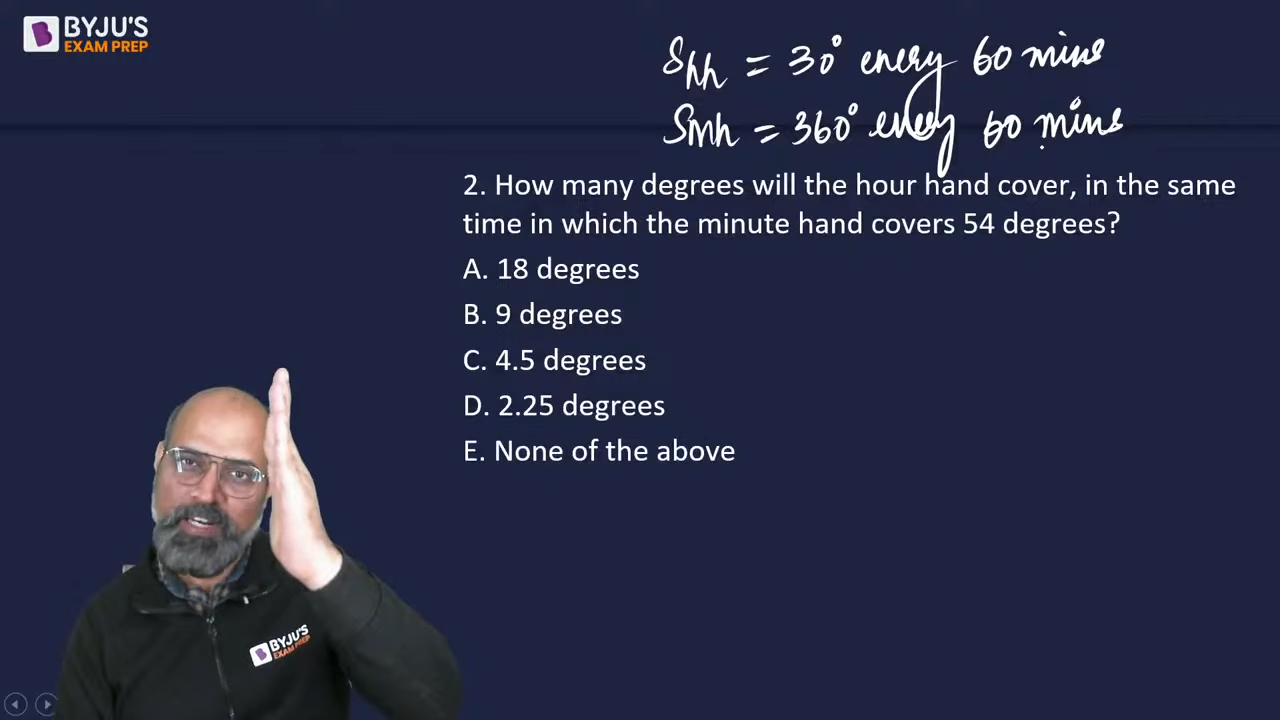 BYJU'S
EXAM PREP
Shh = 30° every 60 mins
SMh = 360° every 60 mins
2. How many degrees will the hour hand cover, in the same
time in which the minute hand covers 54 degrees?
A. 18 degrees
B. 9 degrees
C. 4.5 degrees
D. 2.25 degrees
E. None of the above
BYJU'S
EXAM PREP